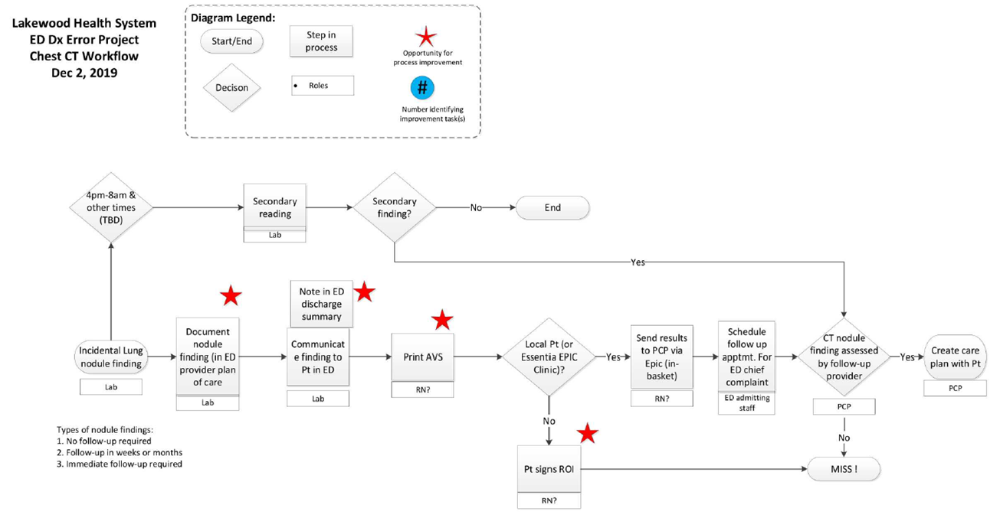 Lakewood Health System
ED Dx Error Project
Chest CT Workflow
Dec 2, 2019
Diagram Legend:
Start/End
Step in
process
Opportunity for
process improvement
Decison
• Roles
#
Number identifying
improvement task(s)
4pm-8am &
other times
(TBD)
Secondary
reading
Lab
Secondary
finding?
No
End
Yes
Incidental Lung
nodule finding
Lab
Document
nodule
finding (in ED
provider plan
of care
Lab
Note in ED
discharge
summary
Communicat
e finding to
Pt in ED
Lab
Print AVS
RN?
Local Pt (or
Essentia EPIC
Clinic)?
Yes
Send results
to PCP via
Epic (in-
basket)
RN?
Schedule
follow up
apptmt. For
ED chief
complaint
ED admitting
staff
CT nodule
finding assessed
by follow-up
provider
PCP
Yes
Create care
plan with Pt
PCP
No
Pt signs ROI
RN?
No
MISS !
Types of nodule findings:
1. No follow-up required
2. Follow-up in weeks or months
3. Immediate follow-up required